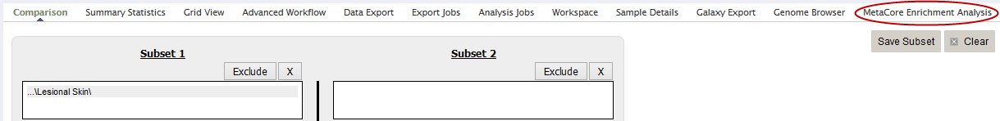 Comparison Summary Statistics Grid View Advanced Workflow Data Export Export Jobs Analysis Jobs Workspace Sample Details Galaxy Export Genome Browser MetaCore Enrichment Analysis
Save Subset Clear
Subset 1 Subset 2
Exclude X Exclude X
...\Lesional Skin\